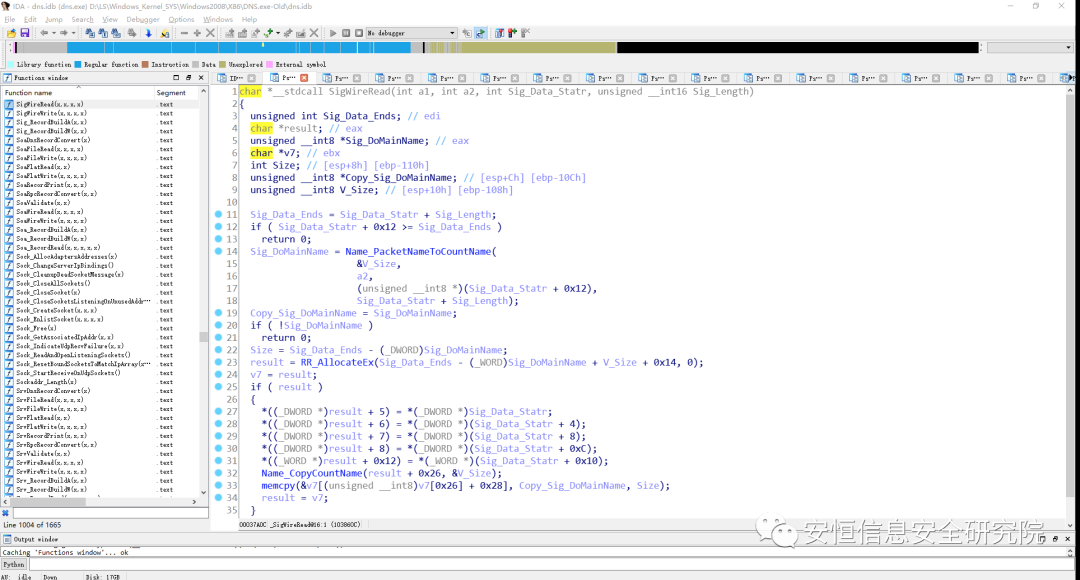 IDA - dns.idb (dns.exe) D:\LS\Windows_Kernel_SYS\Windows2008\X86\DNS.exe-Old\dns.idb
File Edit Jump Search View Debugger Options Windows Help
No debugger
Library function Regular function Instruction Data Unexplored External symbol
Functions window
Function name Segment
SigWireRead(x,x,x,x) .text
SigWireWrite(x,x,x) .text
Sig_RecordBuildA(x) .text
Sig_RecordBuildW(x) .text
SoaDnsRecordConvert(x) .text
SoaFileRead(x,x) .text
SoaFileWrite(x,x,x) .text
SoaFlatRead(x,x) .text
SoaFlatWrite(x,x,x) .text
SoaRecordPrint(x,x,x) .text
SoaRpcRecordConvert(x,x) .text
SoaValidate(x,x) .text
SoaWireRead(x,x,x,x) .text
SoaWireWrite(x,x,x) .text
Soa_RecordBuildA(x) .text
Soa_RecordBuildW(x) .text
Soa_RecordRead(x,x,x,x,x) .text
Sock_AllocAdaptersAddresses(x) .text
Sock_ChangeServerIpBindings() .text
Sock_CleanupDeadSocketMessage(x) .text
Sock_CloseAllSockets() .text
Sock_CloseSocket(x) .text
Sock_CloseSocketsListeningOnUnusedAddr··· .text
Sock_CreateSocket(x,x,x) .text
Sock_EnlistSocket(x,x,x,x) .text
Sock_Free(x) .text
Sock_GetAssociatedIpAddr(x,x) .text
Sock_IndicateUdpRecvFailure(x,x) .text
Sock_ReadAndOpenListeningSockets() .text
Sock_ResetBoundSocketsToMatchIpArray(x··· .text
Sock_StartReceiveOnUdpSockets() .text
Sockaddr_Length(x) .text
SrvDnsRecordConvert(x) .text
SrvFileRead(x,x) .text
SrvFileWrite(x,x,x) .text
SrvFlatRead(x,x) .text
SrvFlatWrite(x,x,x) .text
SrvRecordPrint(x,x,x) .text
SrvRpcRecordConvert(x,x) .text
SrvValidate(x,x) .text
SrvWireRead(x,x,x,x) .text
SrvWireWrite(x,x,x) .text
Srv_RecordBuildA(x) .text
Srv_RecordBuildW(x) .text
Line 1004 of 1665
1 char *__stdcall SigWireRead(int a1, int a2, int Sig_Data_Statr, unsigned __int16 Sig_Length)
2 {
3 unsigned int Sig_Data_Ends; // edi
4 char *result; // eax
5 unsigned __int8 *Sig_DoMainName; // eax
6 char *v7; // ebx
7 int Size; // [esp+8h] [ebp-110h]
8 unsigned __int8 *Copy_Sig_DoMainName; // [esp+Ch] [ebp-10Ch]
9 unsigned __int8 V_Size; // [esp+10h] [ebp-108h]
10
11 Sig_Data_Ends = Sig_Data_Statr + Sig_Length;
12 if ( Sig_Data_Statr + 0x12 >= Sig_Data_Ends )
13 return 0;
14 Sig_DoMainName = Name_PacketNameToCountName(
15 &V_Size,
16 a2,
17 (unsigned __int8 *)(Sig_Data_Statr + 0x12),
18 Sig_Data_Statr + Sig_Length);
19 Copy_Sig_DoMainName = Sig_DoMainName;
20 if ( !Sig_DoMainName )
21 return 0;
22 Size = Sig_Data_Ends - (_DWORD)Sig_DoMainName;
23 result = RR_AllocateEx(Sig_Data_Ends - (_WORD)Sig_DoMainName + V_Size + 0x14, 0);
24 v7 = result;
25 if ( result )
26 {
27 *((_DWORD *)result + 5) = *(_DWORD *)Sig_Data_Statr;
28 *((_DWORD *)result + 6) = *(_DWORD *)(Sig_Data_Statr + 4);
29 *((_DWORD *)result + 7) = *(_DWORD *)(Sig_Data_Statr + 8);
30 *((_DWORD *)result + 8) = *(_DWORD *)(Sig_Data_Statr + 0xC);
31 *((_WORD *)result + 0x12) = *(_WORD *)(Sig_Data_Statr + 0x10);
32 Name_CopyCountName(result + 0x26, &V_Size);
33 memcpy(&v7[(unsigned __int8)v7[0x26] + 0x28], Copy_Sig_DoMainName, Size);
34 result = v7;
35 }
00037A0C _SigWireRead@16:1 (103860C)
安恒信息安全研究院
Output window
Caching 'Functions window'... ok
Python
AU: idle Down Disk: 17GB